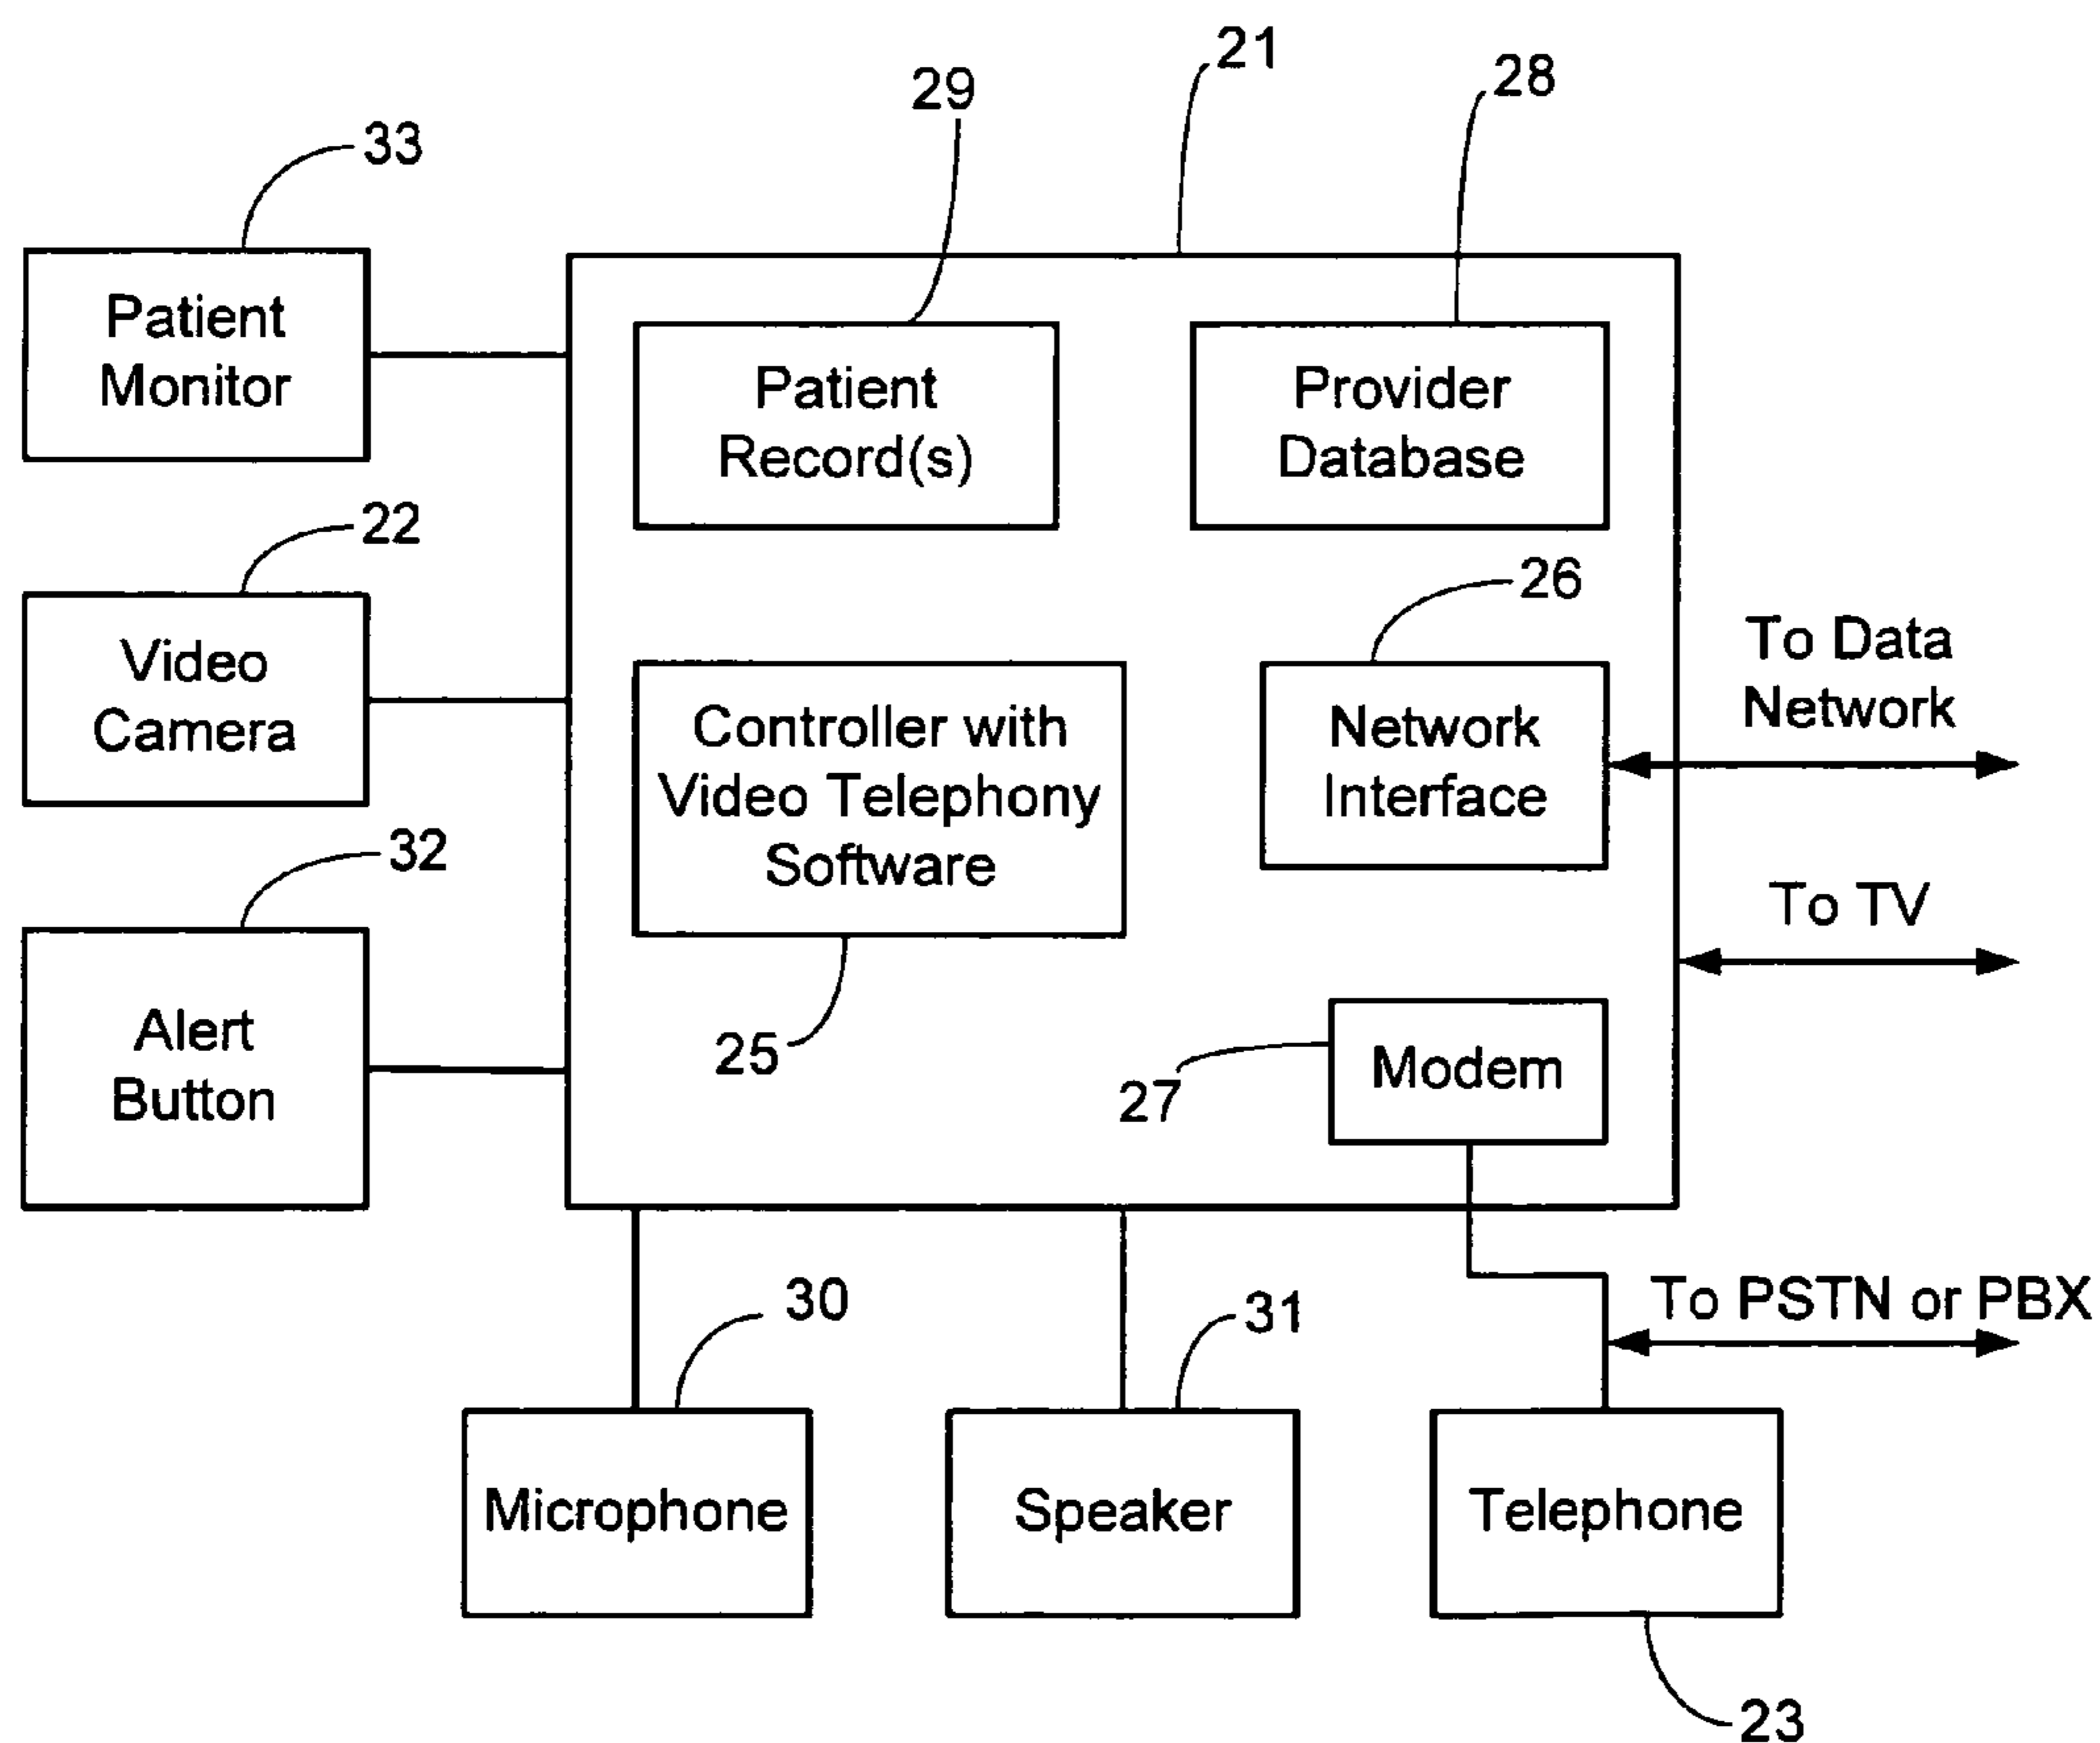 21
29
28
33
Patient
Monitor
Patient
Record(s)
Provider
Database
22
26
Video
Camera
Controller with
Video Telephony
Software
Network
Interface
To Data
Network
32
To TV
Alert
Button
25
27
Modem
30
31
To PSTN or PBX
Microphone
Speaker
Telephone
23